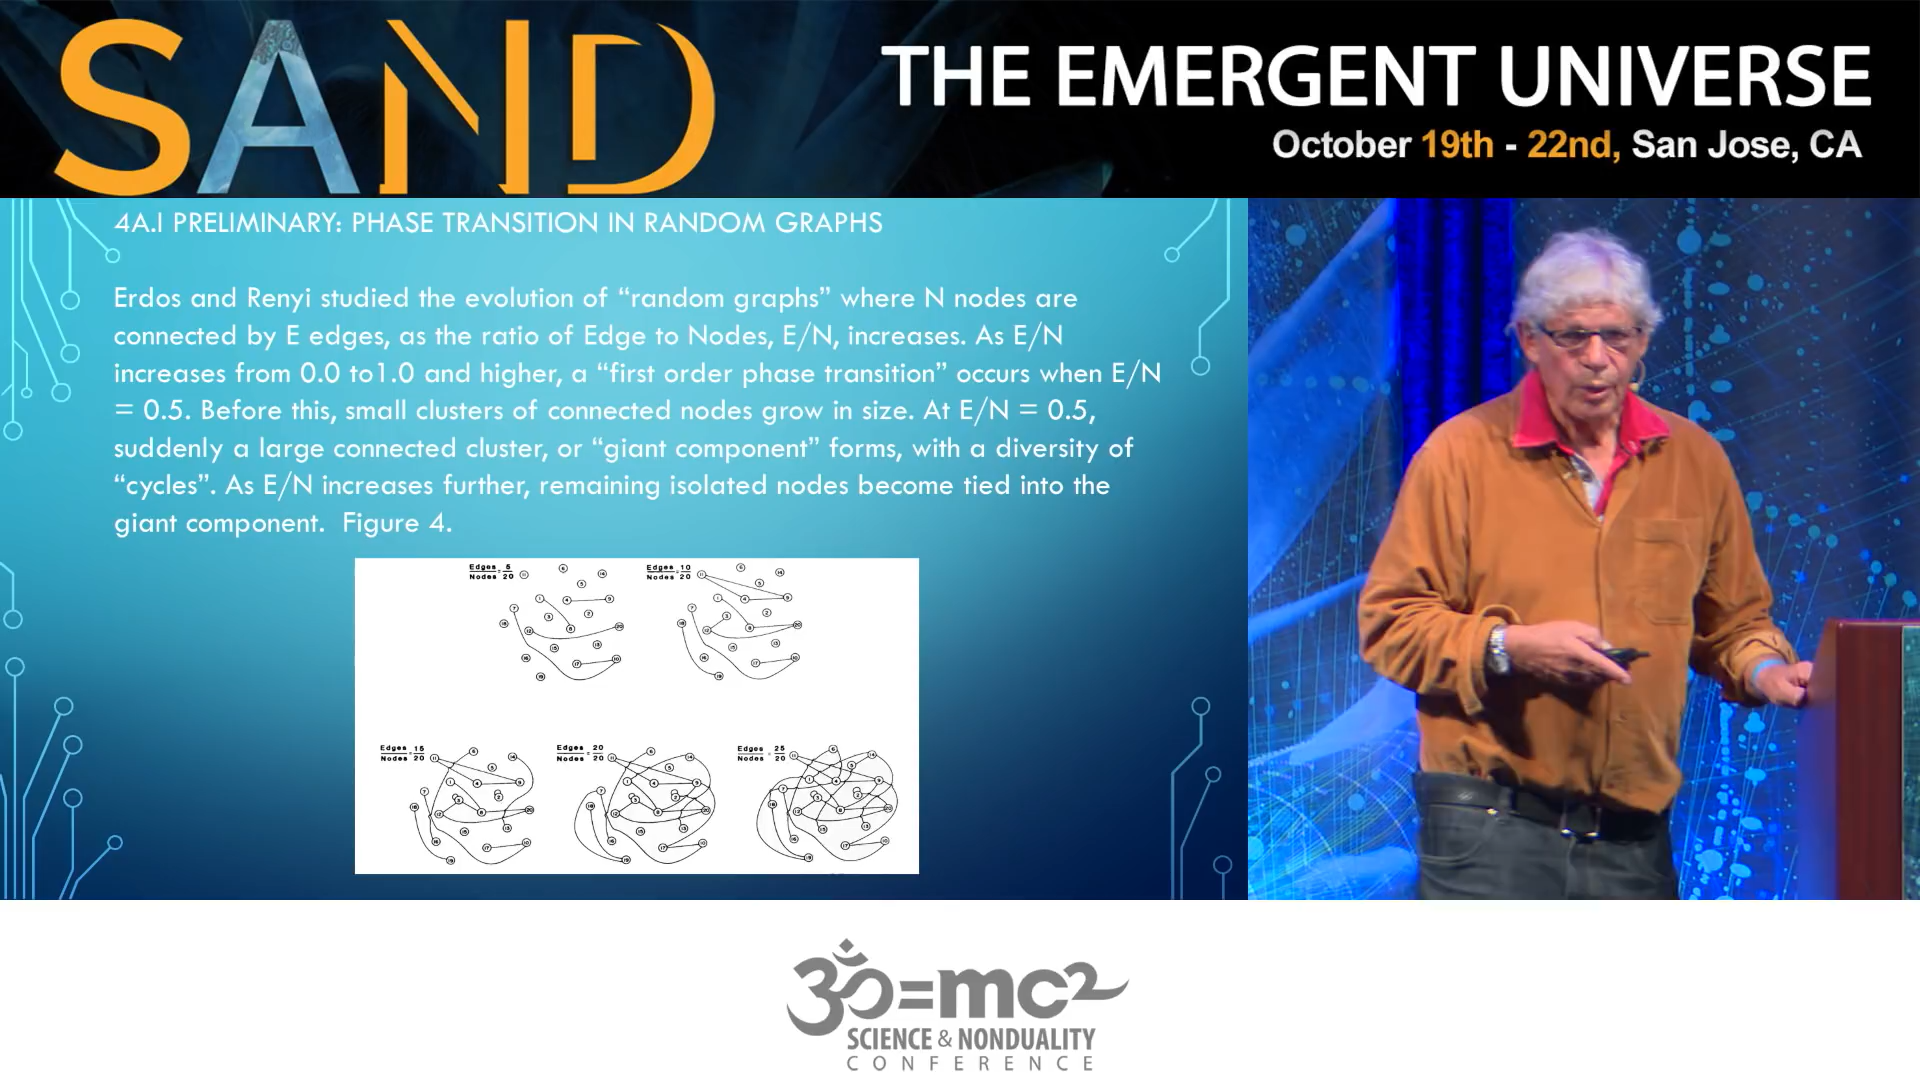 SAND
THE EMERGENT UNIVERSE
October 19th - 22nd, San Jose, CA
4A.I PRELIMINARY: PHASE TRANSITION IN RANDOM GRAPHS
Erdos and Renyi studied the evolution of “random graphs” where N nodes are
connected by E edges, as the ratio of Edge to Nodes, E/N, increases. As E/N
increases from 0.0 to1.0 and higher, a “first order phase transition” occurs when E/N
= 0.5. Before this, small clusters of connected nodes grow in size. At E/N = 0.5,
suddenly a large connected cluster, or “giant component” forms, with a diversity of
“cycles”. As E/N increases further, remaining isolated nodes become tied into the
giant component. Figure 4.
Edges 5
Nodes 20
Edges 10
Nodes 20
Edges 15
Nodes 20
Edges 20
Nodes 20
Edges 25
Nodes 20
ॐ=mc2
SCIENCE & NONDUALITY
CONFERENCE